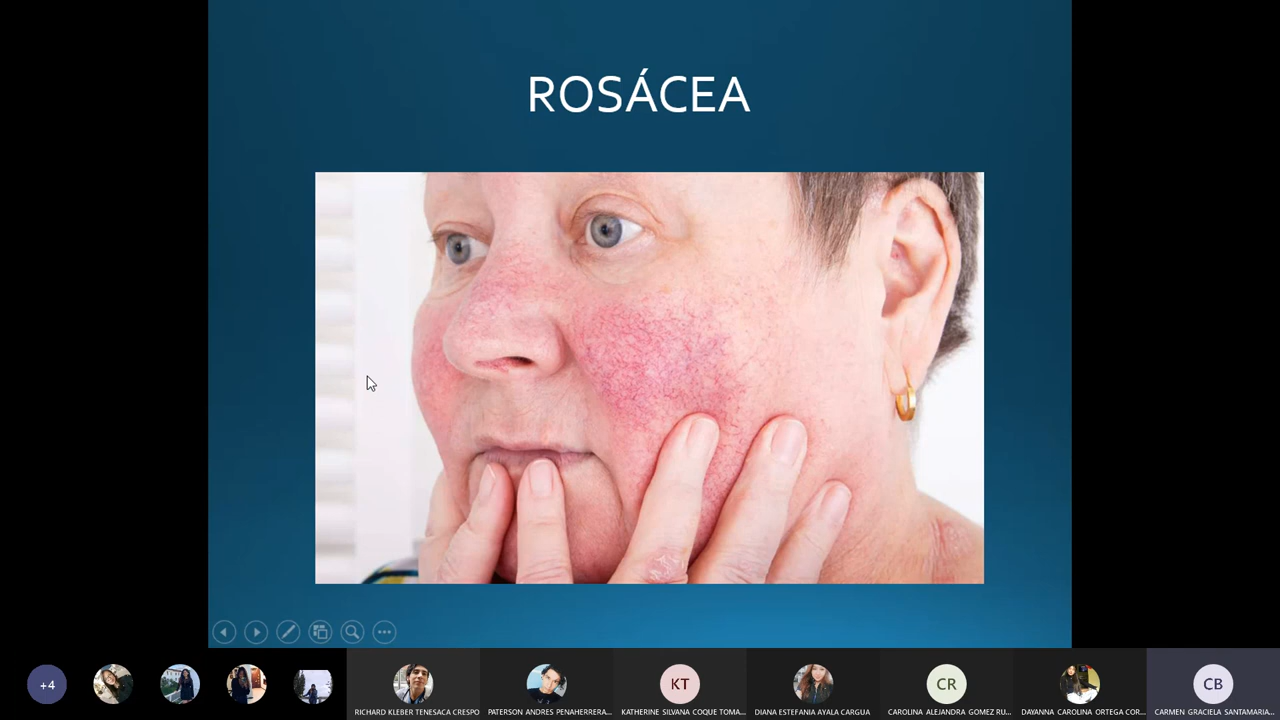 ROSÁCEA
+4
RICHARD KLEBER TENESACA CRESPO
PATERSON ANDRES PENAHERRERA...
KT
KATHERINE SILVANA COQUE TOMA...
DIANA ESTEFANIA AYALA CARGUA
CR
CAROLINA ALEJANDRA GOMEZ RU...
DAYANNA CAROLINA ORTEGA COR...
CB
CARMEN GRACIELA SANTAMARIA...